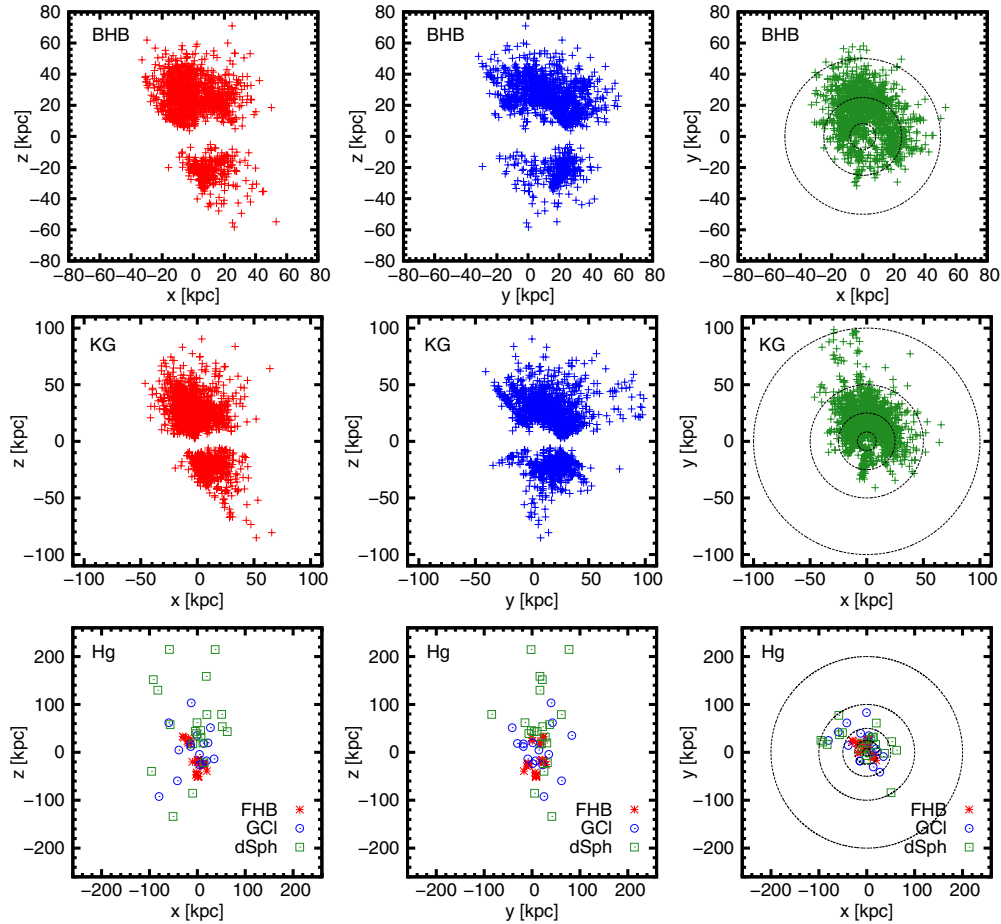 BHB
z [kpc]
80
60
40
20
0
−20
−40
−60
−80
−80 −60 −40 −20 0 20 40 60 80
x [kpc]
BHB
z [kpc]
80
60
40
20
0
−20
−40
−60
−80
−80 −60 −40 −20 0 20 40 60 80
y [kpc]
BHB
y [kpc]
80
60
40
20
0
−20
−40
−60
−80
−80 −60 −40 −20 0 20 40 60 80
x [kpc]
KG
z [kpc]
100
50
0
−50
−100
−100 −50 0 50 100
x [kpc]
KG
z [kpc]
100
50
0
−50
−100
−100 −50 0 50 100
y [kpc]
KG
y [kpc]
100
50
0
−50
−100
−100 −50 0 50 100
x [kpc]
Hg
z [kpc]
200
100
0
−100
−200
FHB
GCl
dSph
−200 −100 0 100 200
x [kpc]
Hg
z [kpc]
200
100
0
−100
−200
FHB
GCl
dSph
−200 −100 0 100 200
y [kpc]
Hg
y [kpc]
200
100
0
−100
−200
FHB
GCl
dSph
−200 −100 0 100 200
x [kpc]